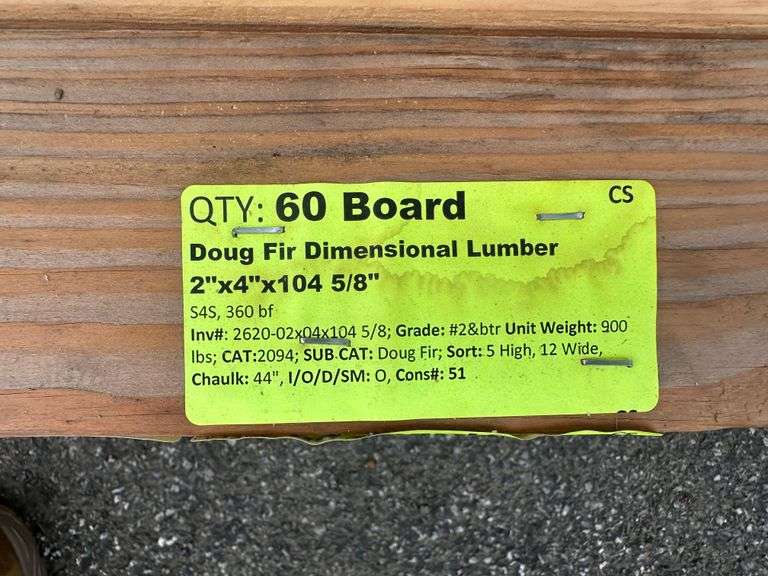 QTY: 60 Board
CS
Doug Fir Dimensional Lumber
2"x4"x104 5/8"
S4S, 360 bf
Inv#: 2620-02x04x104 5/8; Grade: #2&btr Unit Weight: 900
lbs; CAT:2094; SUB CAT: Doug Fir; Sort: 5 High, 12 Wide,
Chaulk: 44", I/O/D/SM: O, Cons#: 51